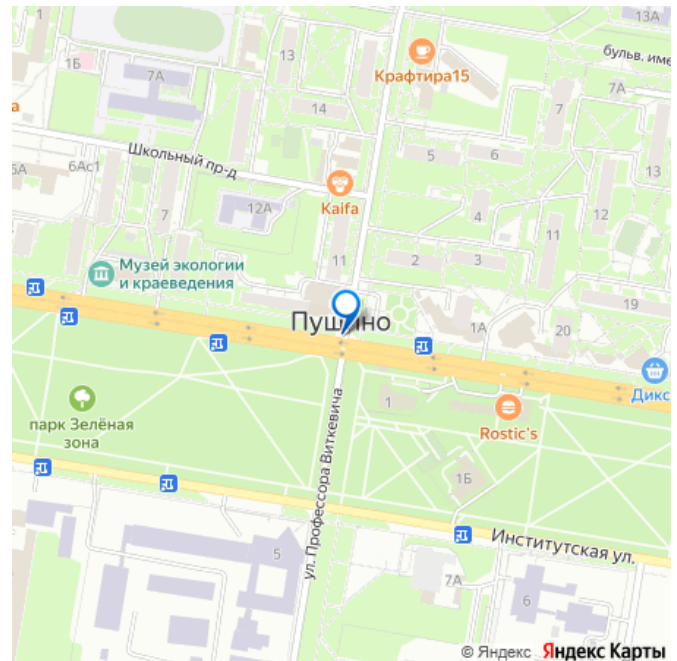 13А
1
13
Крафтира15
бульв. име
1Б
7А
7А
14
7
а
Школьный пр-д
5
6
6Ас1
6А
13
Kaifa
12А
4
12
7
11
11
2
3
Музей экологии
и краеведения
19
Пущино
1А
20
Дикс
парк Зелёная
зона
1
Rostic's
ул. Профессора Виткевича
1Б
Институтская ул.
5
7А
6
© Яндекс Яндекс Карты